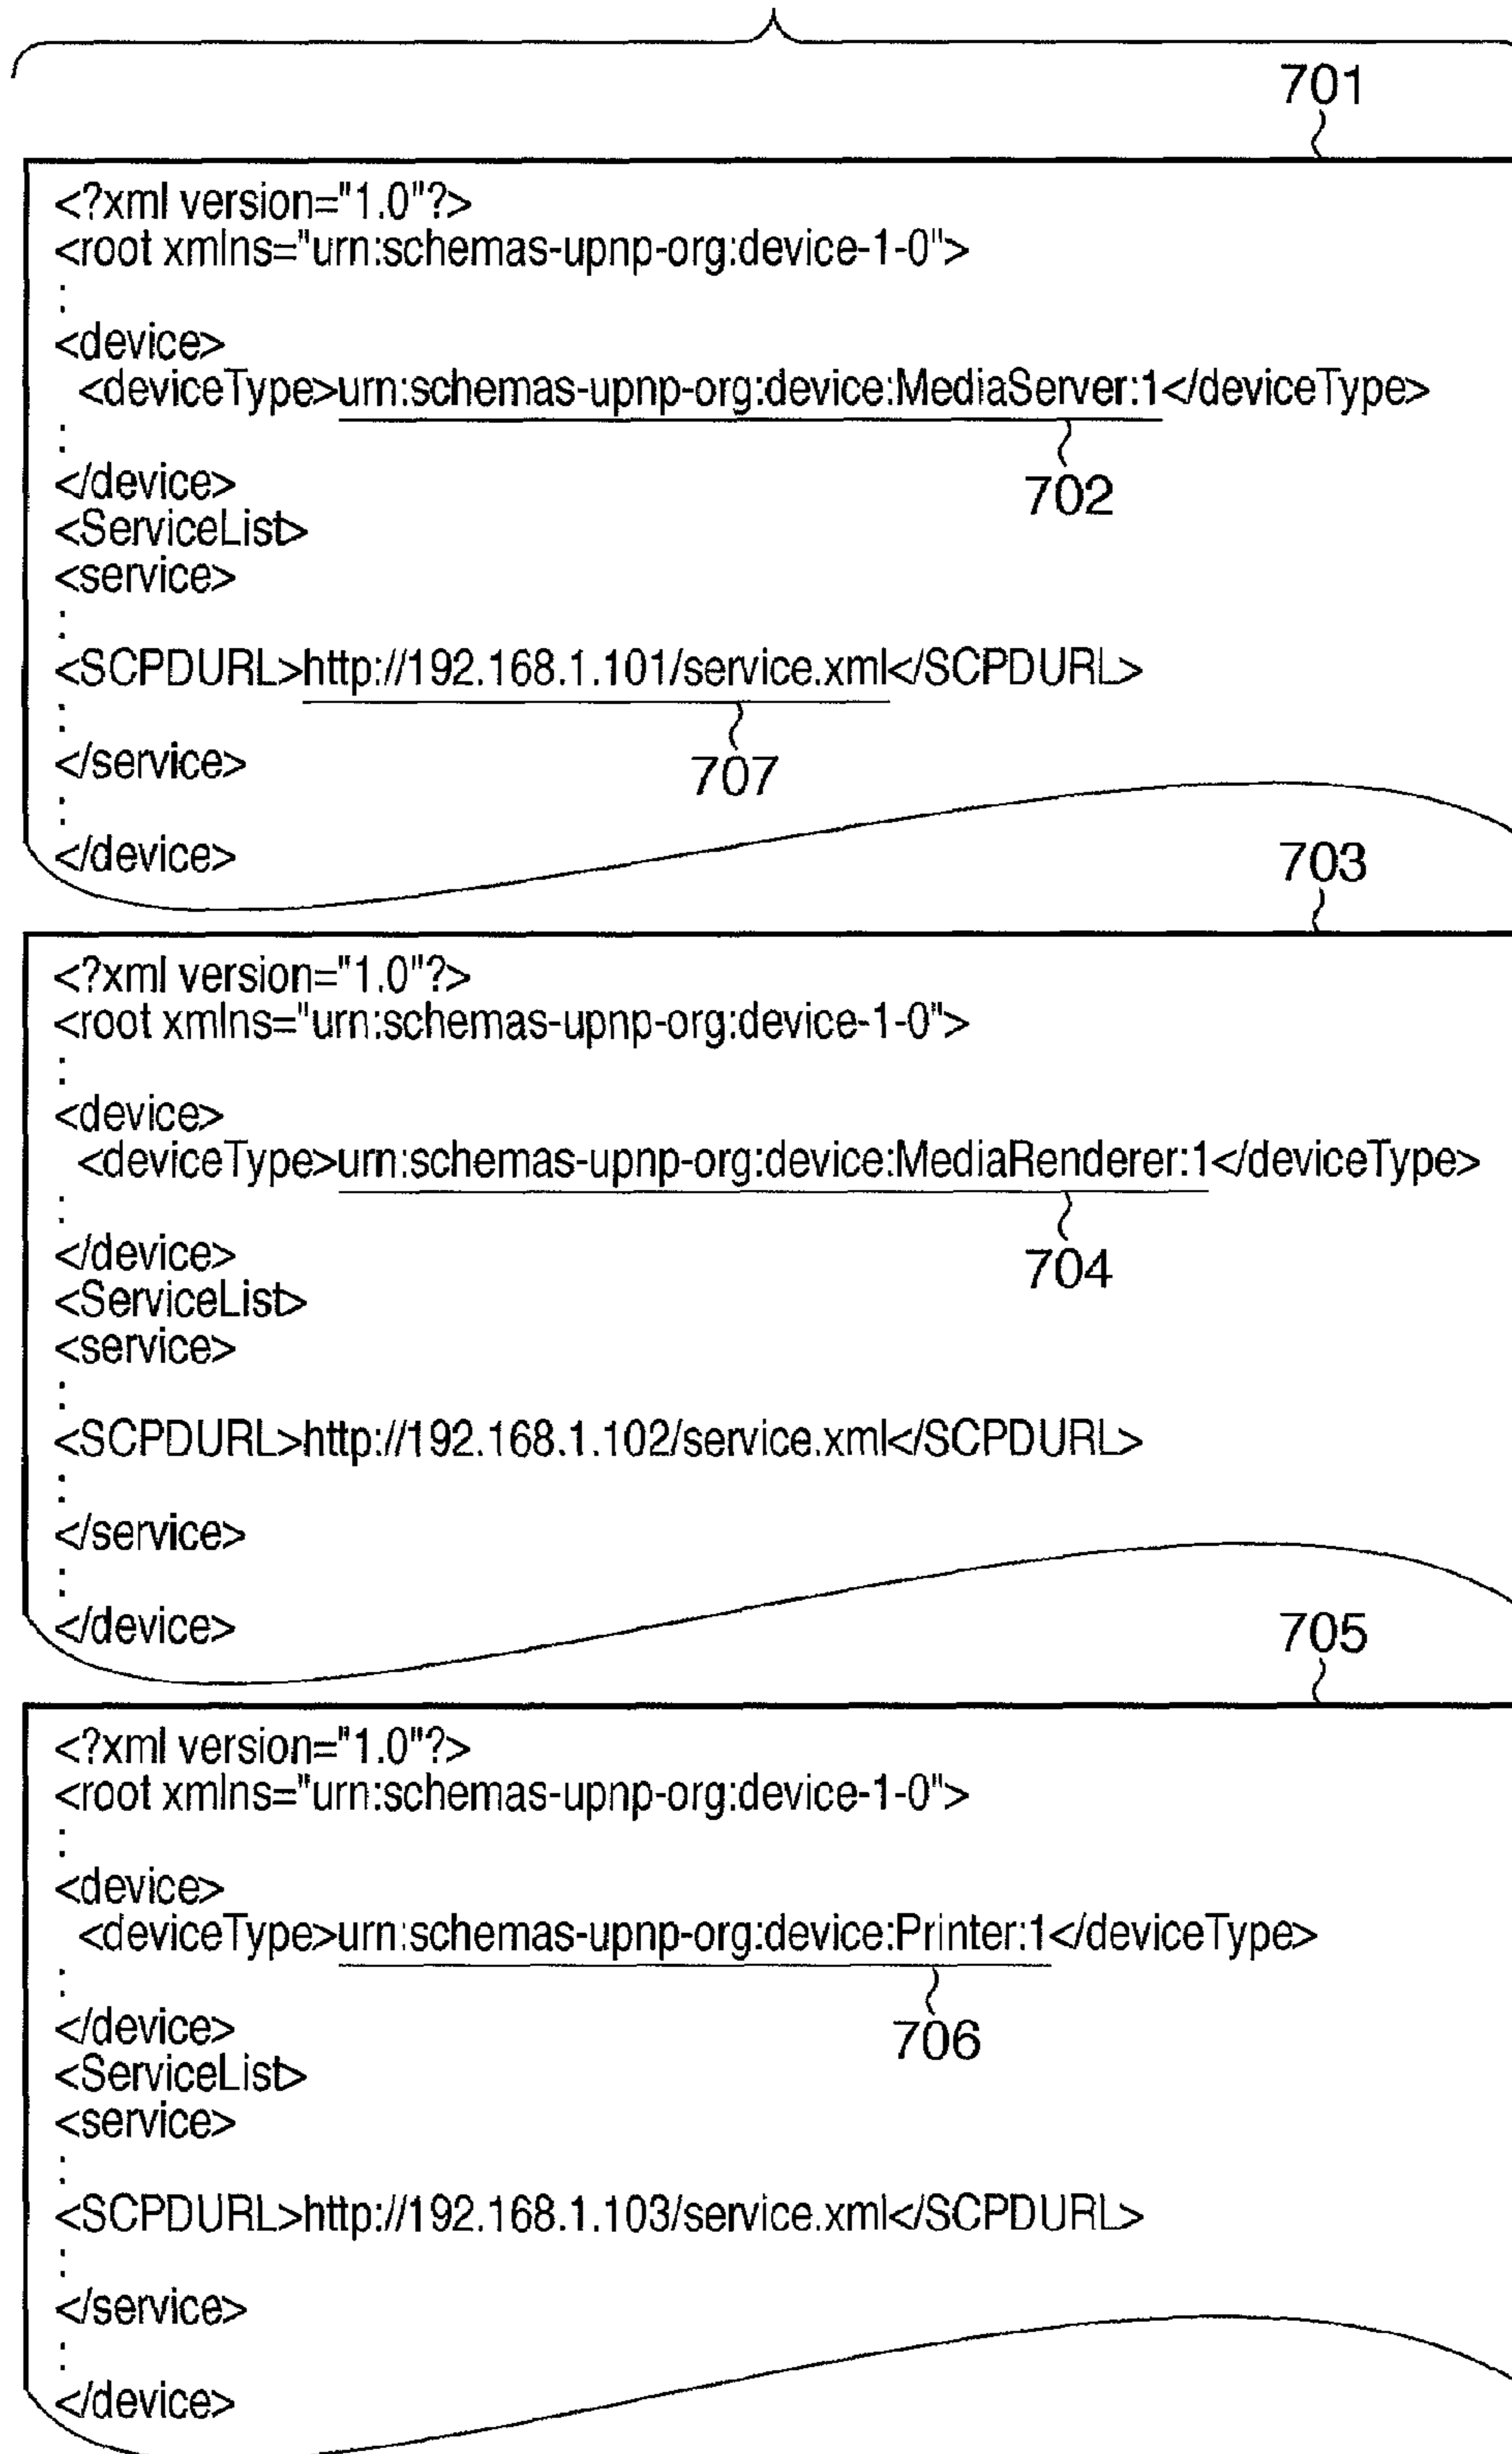 701
<?xml version="1.0"?>
<root xmlns="urn:schemas-upnp-org:device-1-0">
:
<device>
<deviceType>urn:schemas-upnp-org:device:MediaServer:1</deviceType>
:
702
</device>
<ServiceList>
<service>
:
<SCPDURL>http://192.168.1.101/service.xml</SCPDURL>
:
707
</service>
:
</device>
703
<?xml version="1.0"?>
<root xmlns="urn:schemas-upnp-org:device-1-0">
:
<device>
<deviceType>urn:schemas-upnp-org:device:MediaRenderer:1</deviceType>
:
704
</device>
<ServiceList>
<service>
:
<SCPDURL>http://192.168.1.102/service.xml</SCPDURL>
:
</service>
:
</device>
705
<?xml version="1.0"?>
<root xmlns="urn:schemas-upnp-org:device-1-0">
:
<device>
<deviceType>urn:schemas-upnp-org:device:Printer:1</deviceType>
:
706
</device>
<ServiceList>
<service>
:
<SCPDURL>http://192.168.1.103/service.xml</SCPDURL>
:
</service>
:
</device>